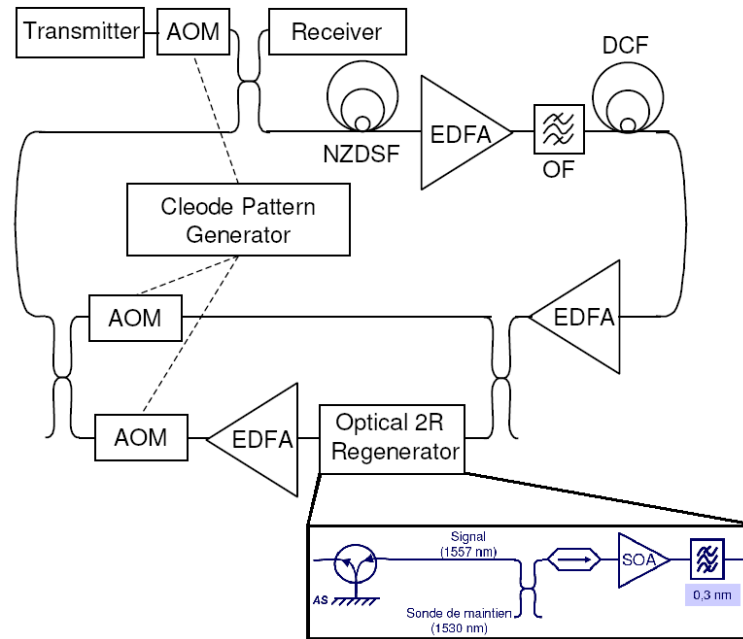 Transmitter
AOM
Receiver
DCF
NZDSF
EDFA
OF
Cleode Pattern
Generator
AOM
EDFA
AOM
EDFA
Optical 2R
Regenerator
Signal
(1557 nm)
SOA
AS
0,3 nm
Sonde de maintien
(1530 nm)